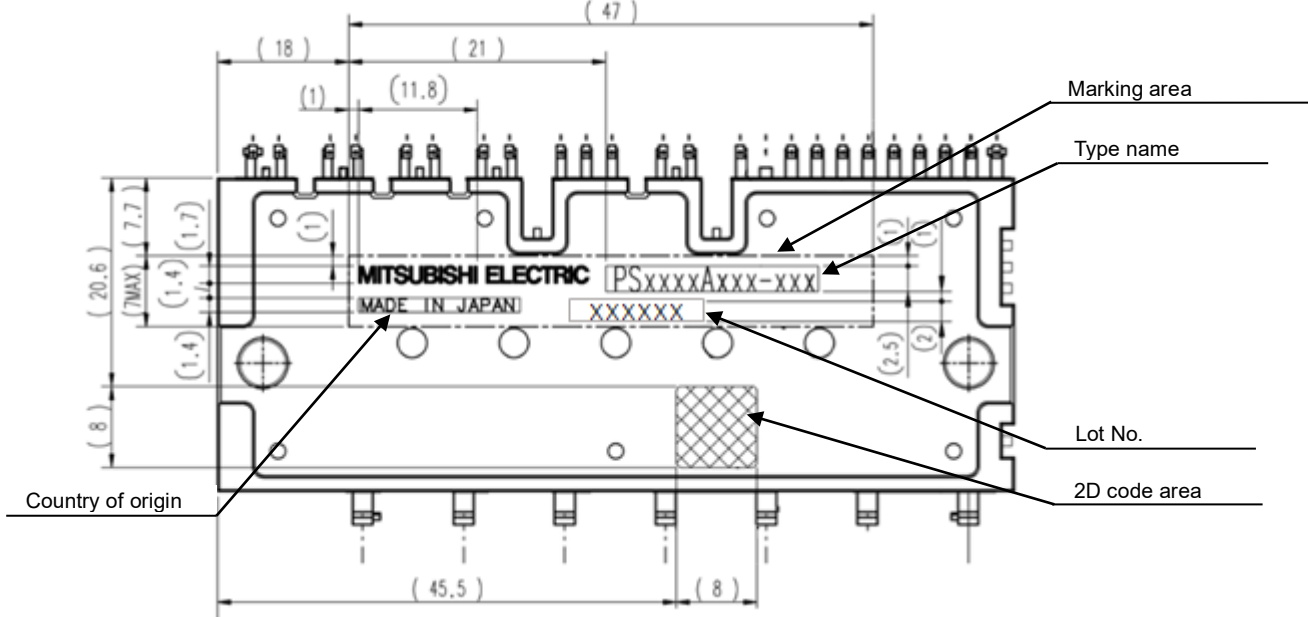 ( 47 )
( 18 )
( 21 )
(1)
(11.8)
Marking area
Type name
( 20.6 )
( 7.7 )
(7MAX)
(1.7)
(1.4)
(1.4)
(1)
(1)
(1)
MITSUBISHI ELECTRIC
PSxxxxAxxx-xxx
MADE IN JAPAN
XXXXXX
(2.5)
(2)
( 8 )
Lot No.
2D code area
Country of origin
( 45.5 )
( 8 )